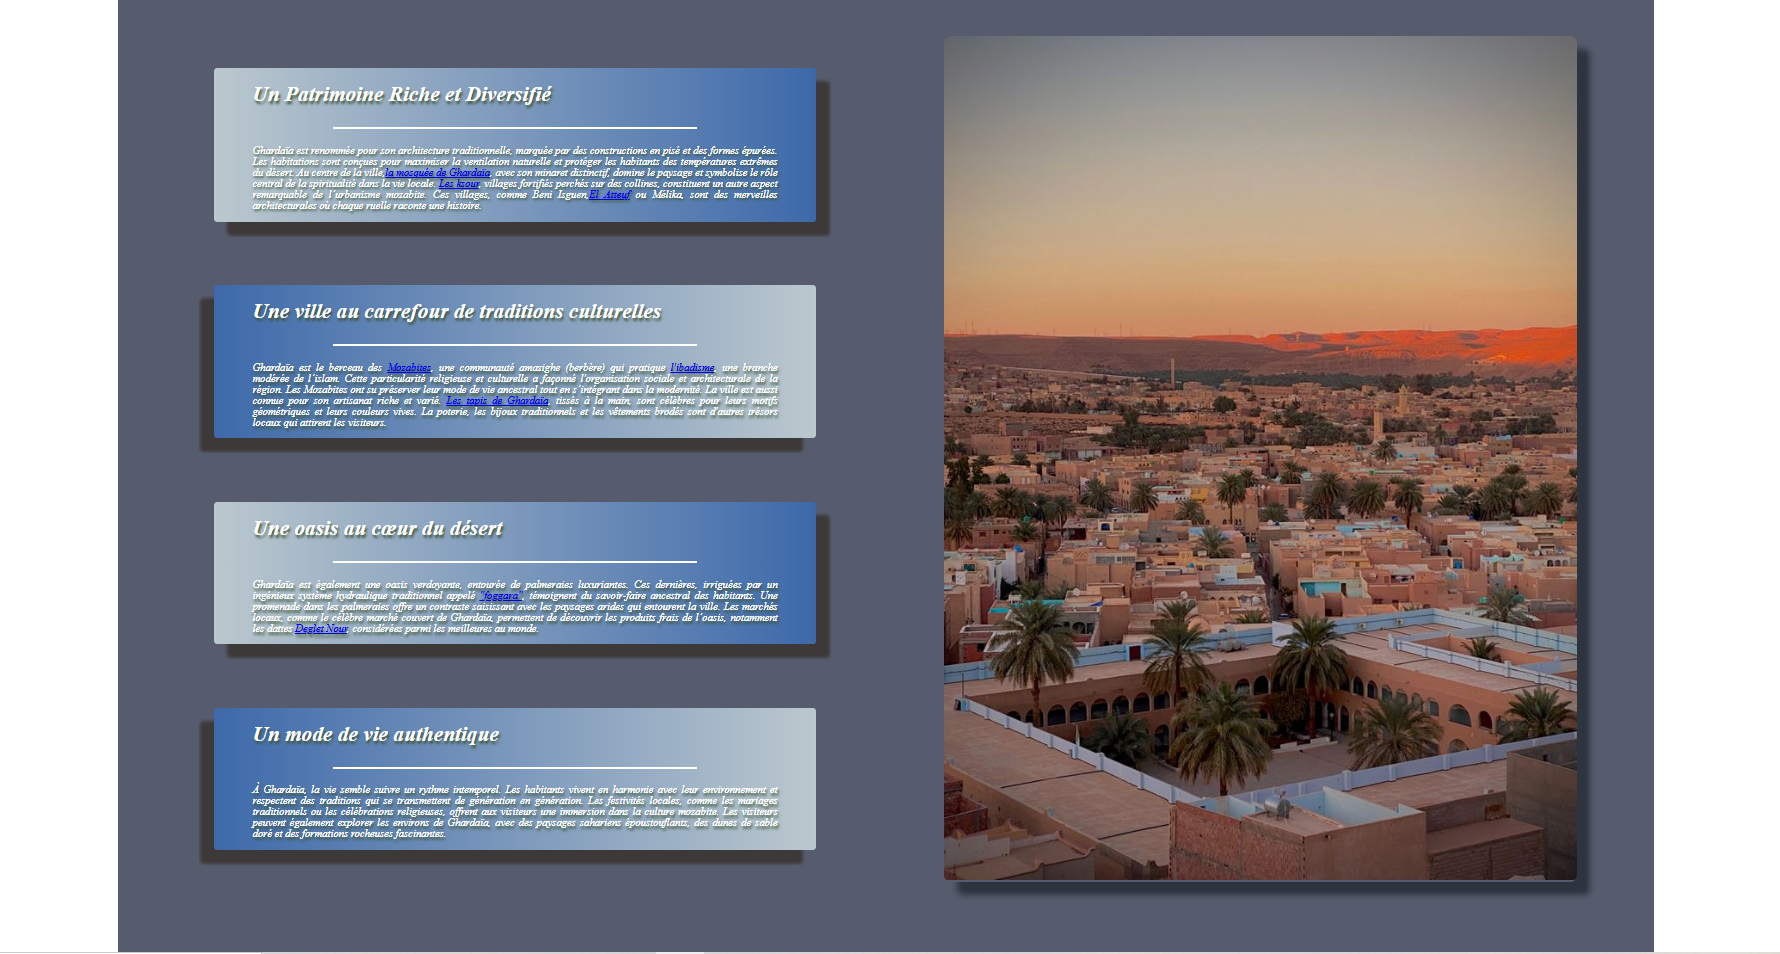 Un Patrimoine Riche et Diversifié
Ghardaïa est renommée pour son architecture traditionnelle, marquée par des constructions en pisé et des formes épurées.
Les habitations sont conçues pour maximiser la ventilation naturelle et protéger les habitants des températures extrêmes
du désert. Au centre de la ville,la mosquée de Ghardaïa, avec son minaret distinctif, domine le paysage et symbolise le rôle
central de la spiritualité dans la vie locale. Les ksour, villages fortifiés perchés sur des collines, constituent un autre aspect
remarquable de l'urbanisme mozabite. Ces villages, comme Beni Isguen,El Atteuf ou Mélika, sont des merveilles
architecturales où chaque ruelle raconte une histoire.
Une ville au carrefour de traditions culturelles
Ghardaïa est le berceau des Mozabites, une communauté amazighe (berbère) qui pratique l'ibadisme, une branche
modérée de l'islam. Cette particularité religieuse et culturelle a façonné l'organisation sociale et architecturale de la
région. Les Mozabites ont su préserver leur mode de vie ancestral tout en s'intégrant dans la modernité. La ville est aussi
connue pour son artisanat riche et varié. Les tapis de Ghardaïa, tissés à la main, sont célèbres pour leurs motifs
géométriques et leurs couleurs vives. La poterie, les bijoux traditionnels et les vêtements brodés sont d'autres trésors
locaux qui attirent les visiteurs.
Une oasis au cœur du désert
Ghardaïa est également une oasis verdoyante, entourée de palmeraies luxuriantes. Ces dernières, irriguées par un
ingénieux système hydraulique traditionnel appelé "foggara", témoignent du savoir-faire ancestral des habitants. Une
promenade dans les palmeraies offre un contraste saisissant avec les paysages arides qui entourent la ville. Les marchés
locaux, comme le célèbre marché couvert de Ghardaïa, permettent de découvrir les produits frais de l'oasis, notamment
les dattes Deglet Nour, considérées parmi les meilleures au monde.
Un mode de vie authentique
À Ghardaïa, la vie semble suivre un rythme intemporel. Les habitants vivent en harmonie avec leur environnement et
respectent des traditions qui se transmettent de génération en génération. Les festivités locales, comme les mariages
traditionnels ou les célébrations religieuses, offrent aux visiteurs une immersion dans la culture mozabite. Les visiteurs
peuvent également explorer les environs de Ghardaïa, avec des paysages sahariens époustouflants, des dunes de sable
doré et des formations rocheuses fascinantes.